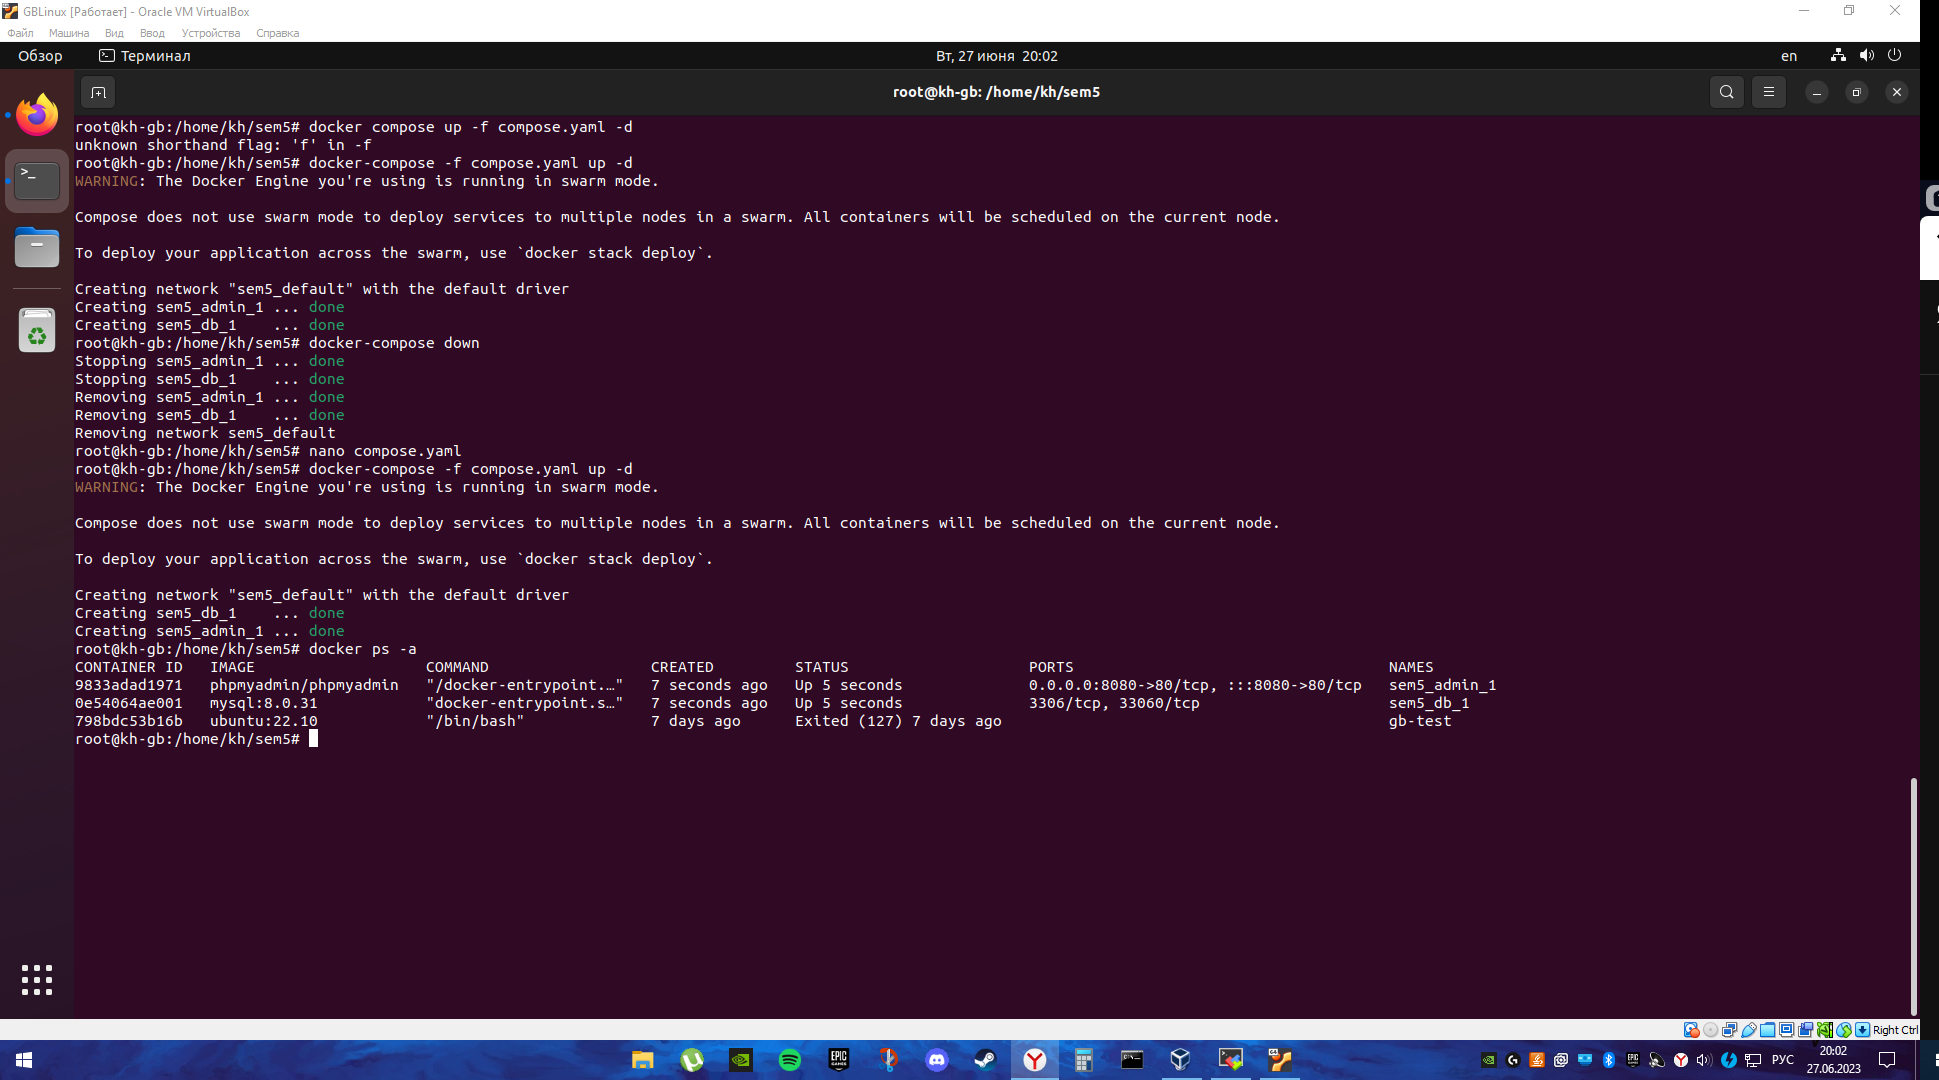 GBLinux [Работает] - Oracle VM VirtualBox
Файл Машина Вид Ввод Устройства Справка
Обзор Терминал Вт, 27 июня 20:02 en
root@kh-gb: /home/kh/sem5
root@kh-gb:/home/kh/sem5# docker compose up -f compose.yaml -d
unknown shorthand flag: 'f' in -f
root@kh-gb:/home/kh/sem5# docker-compose -f compose.yaml up -d
WARNING: The Docker Engine you're using is running in swarm mode.
Compose does not use swarm mode to deploy services to multiple nodes in a swarm. All containers will be scheduled on the current node.
To deploy your application across the swarm, use `docker stack deploy`.
Creating network "sem5_default" with the default driver
Creating sem5_admin_1 ... done
Creating sem5_db_1    ... done
root@kh-gb:/home/kh/sem5# docker-compose down
Stopping sem5_admin_1 ... done
Stopping sem5_db_1    ... done
Removing sem5_admin_1 ... done
Removing sem5_db_1    ... done
Removing network sem5_default
root@kh-gb:/home/kh/sem5# nano compose.yaml
root@kh-gb:/home/kh/sem5# docker-compose -f compose.yaml up -d
WARNING: The Docker Engine you're using is running in swarm mode.
Compose does not use swarm mode to deploy services to multiple nodes in a swarm. All containers will be scheduled on the current node.
To deploy your application across the swarm, use `docker stack deploy`.
Creating network "sem5_default" with the default driver
Creating sem5_db_1    ... done
Creating sem5_admin_1 ... done
root@kh-gb:/home/kh/sem5# docker ps -a
CONTAINER ID   IMAGE                   COMMAND                  CREATED         STATUS                    PORTS                                   NAMES
9833adad1971   phpmyadmin/phpmyadmin   "/docker-entrypoint.…"   7 seconds ago   Up 5 seconds              0.0.0.0:8080->80/tcp, :::8080->80/tcp   sem5_admin_1
0e54064ae001   mysql:8.0.31            "docker-entrypoint.s…"   7 seconds ago   Up 5 seconds              3306/tcp, 33060/tcp                     sem5_db_1
798bdc53b16b   ubuntu:22.10            "/bin/bash"              7 days ago      Exited (127) 7 days ago                                           gb-test
root@kh-gb:/home/kh/sem5#
Right Ctrl
EPIC GAMES
РУС
20:02
27.06.2023